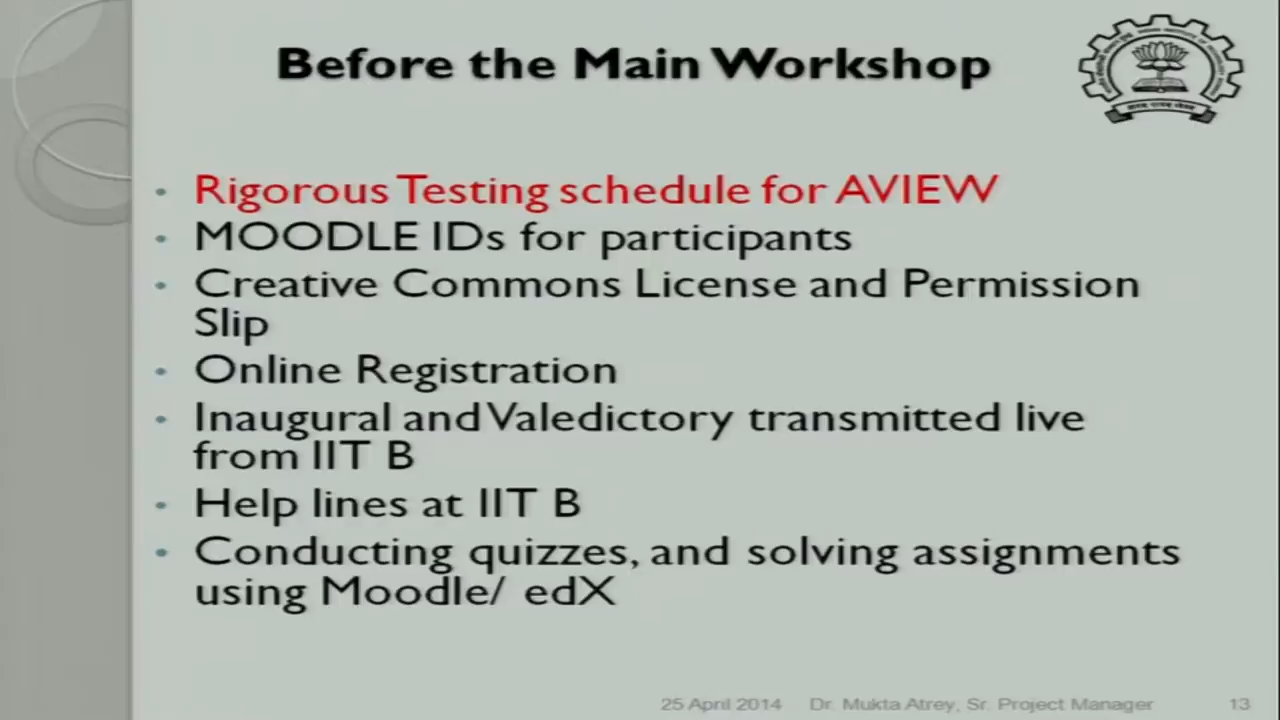 Before the Main Workshop
• Rigorous Testing schedule for AVIEW
• MOODLE IDs for participants
• Creative Commons License and Permission
Slip
• Online Registration
• Inaugural and Valedictory transmitted live
from IIT B
• Help lines at IIT B
• Conducting quizzes, and solving assignments
using Moodle/ edX
25 April 2014 Dr. Mukta Atrey, Sr. Project Manager 13